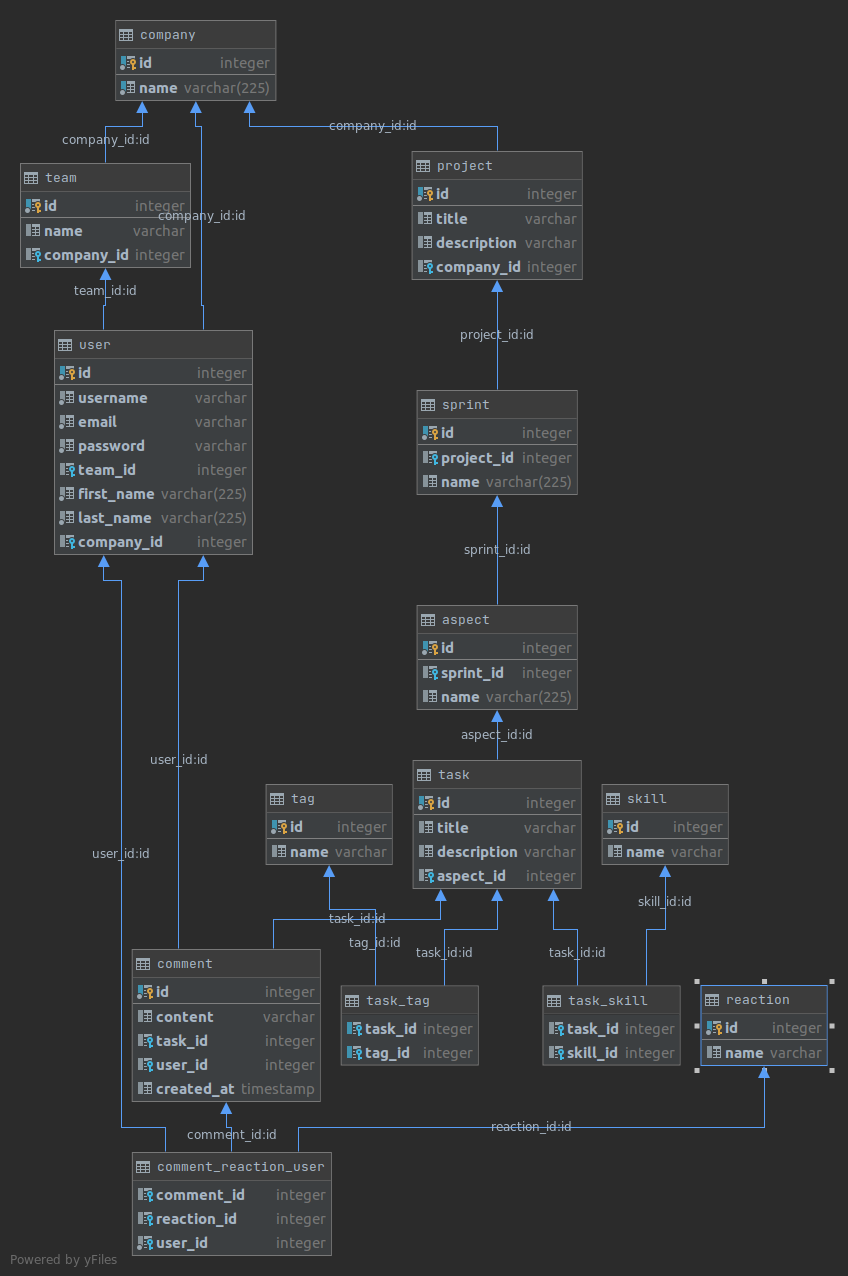 company
id integer
name varchar(225)
company_id:id
company_id:id
company_id:id
team
id integer
name varchar
company_id integer
project
id integer
title varchar
description varchar
company_id integer
team_id:id
project_id:id
user
id integer
username varchar
email varchar
password varchar
team_id integer
first_name varchar(225)
last_name varchar(225)
company_id integer
sprint
id integer
project_id integer
name varchar(225)
sprint_id:id
aspect
id integer
sprint_id integer
name varchar(225)
aspect_id:id
user_id:id
user_id:id
tag
id integer
name varchar
task
id integer
title varchar
description varchar
aspect_id integer
skill
id integer
name varchar
skill_id:id
task_id:id
tag_id:id
task_id:id
task_id:id
comment
id integer
content varchar
task_id integer
user_id integer
created_at timestamp
task_tag
task_id integer
tag_id integer
task_skill
task_id integer
skill_id integer
reaction
id integer
name varchar
comment_id:id
reaction_id:id
comment_reaction_user
comment_id integer
reaction_id integer
user_id integer
Powered by yFiles